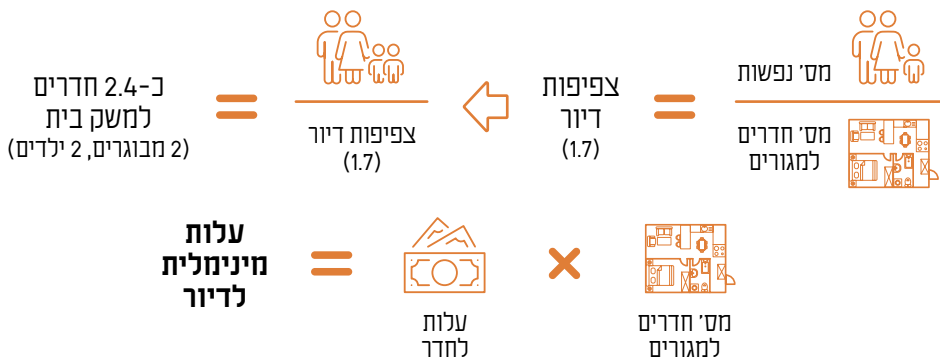 מס' נפשות
מס' חדרים
למגורים
=
צפיפות
דיור
(1.7)
צפיפות דיור
(1.7)
=
כ-2.4 חדרים
למשק בית
(2 מבוגרים, 2 ילדים)
מס' חדרים
למגורים
×
עלות
לחדר
=
עלות
מינימלית
לדיור